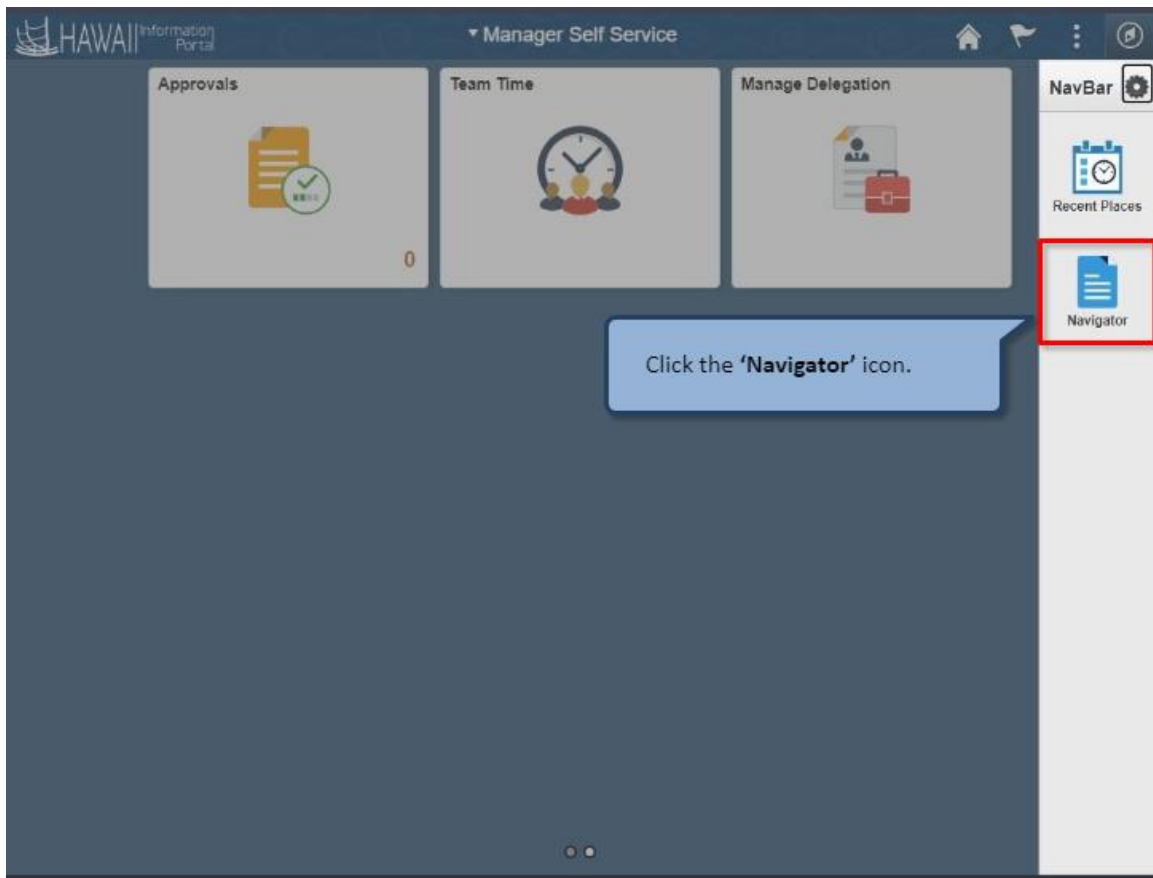 HAWAII Information Portal
Manager Self Service
Approvals
0
Team Time
Manage Delegation
NavBar
Recent Places
Navigator
Click the ‘Navigator’ icon.